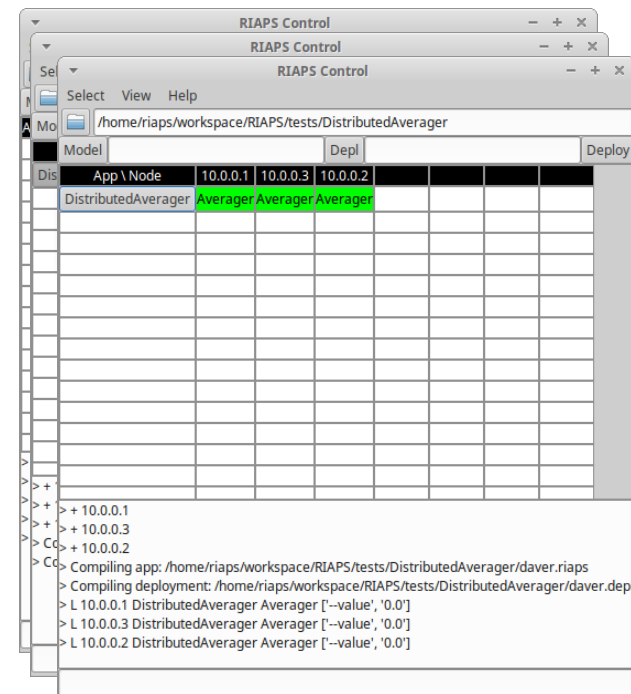 RIAPS Control
RIAPS Control
Sel
RIAPS Control
Select View Help
/home/riaps/workspace/RIAPS/tests/DistributedAverager
Mo
Model Depl Deploy
Dis
App \ Node 10.0.0.1 10.0.0.3 10.0.0.2
DistributedAverager Averager Averager Averager
> + 10.0.0.1
> + 10.0.0.3
> + 10.0.0.2
> Compiling app: /home/riaps/workspace/RIAPS/tests/DistributedAverager/daver.riaps
> Compiling deployment: /home/riaps/workspace/RIAPS/tests/DistributedAverager/daver.dep
> L 10.0.0.1 DistributedAverager Averager ['--value', '0.0']
> L 10.0.0.3 DistributedAverager Averager ['--value', '0.0']
> L 10.0.0.2 DistributedAverager Averager ['--value', '0.0']